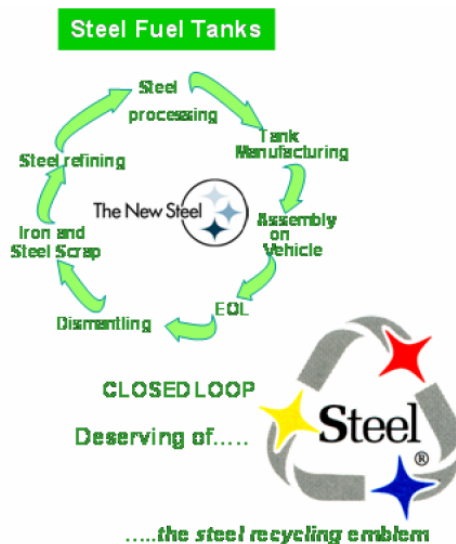 Steel Fuel Tanks
Steel
processing
Tank
Manufacturing
Assembly
on
Vehicle
EOL
Dismantling
Iron and
Steel Scrap
Steel refining
The New Steel
CLOSED LOOP
Deserving of.....
Steel
®
.....the steel recycling emblem